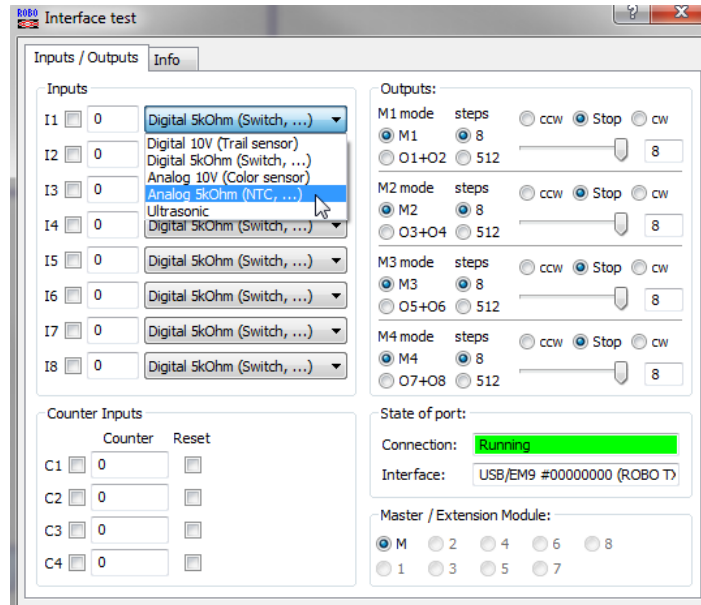 ROBO Interface test ? X
Inputs / Outputs Info
Inputs
I1 0 Digital 5kOhm (Switch, ...)
Digital 10V (Trail sensor)
Digital 5kOhm (Switch, ...)
Analog 10V (Color sensor)
Analog 5kOhm (NTC, ...)
Ultrasonic
I2 0
I3 0
I4 0 Digital 5kOhm (Switch, ...)
I5 0 Digital 5kOhm (Switch, ...)
I6 0 Digital 5kOhm (Switch, ...)
I7 0 Digital 5kOhm (Switch, ...)
I8 0 Digital 5kOhm (Switch, ...)
Counter Inputs
Counter Reset
C1 0
C2 0
C3 0
C4 0
Outputs:
M1 mode steps ccw Stop cw
M1 8
O1+O2 512 8
M2 mode steps ccw Stop cw
M2 8
O3+O4 512 8
M3 mode steps ccw Stop cw
M3 8
O5+O6 512 8
M4 mode steps ccw Stop cw
M4 8
O7+O8 512 8
State of port:
Connection: Running
Interface: USB/EM9 #00000000 (ROBO TX
Master / Extension Module:
M 2 4 6 8
1 3 5 7